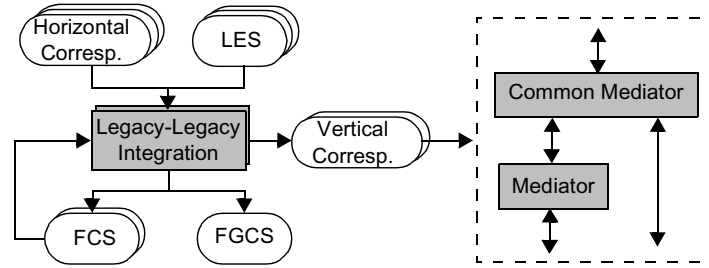 Horizontal
Corresp.
LES
Legacy-Legacy
Integration
Vertical
Corresp.
FCS
FGCS
Common Mediator
Mediator